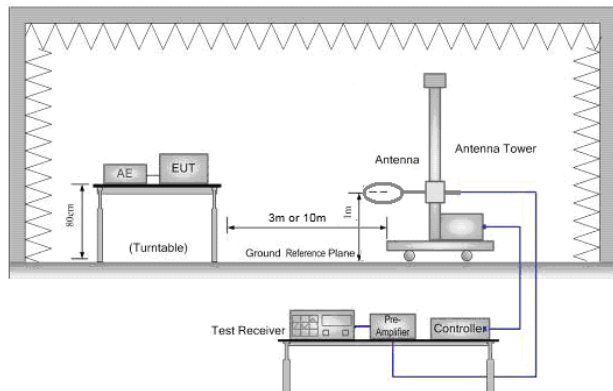 Antenna
Antenna Tower
AE
EUT
80cm
1m
3m or 10m
(Turntable)
Ground Reference Plane
Test Receiver
Pre-
Amplifier
Controller